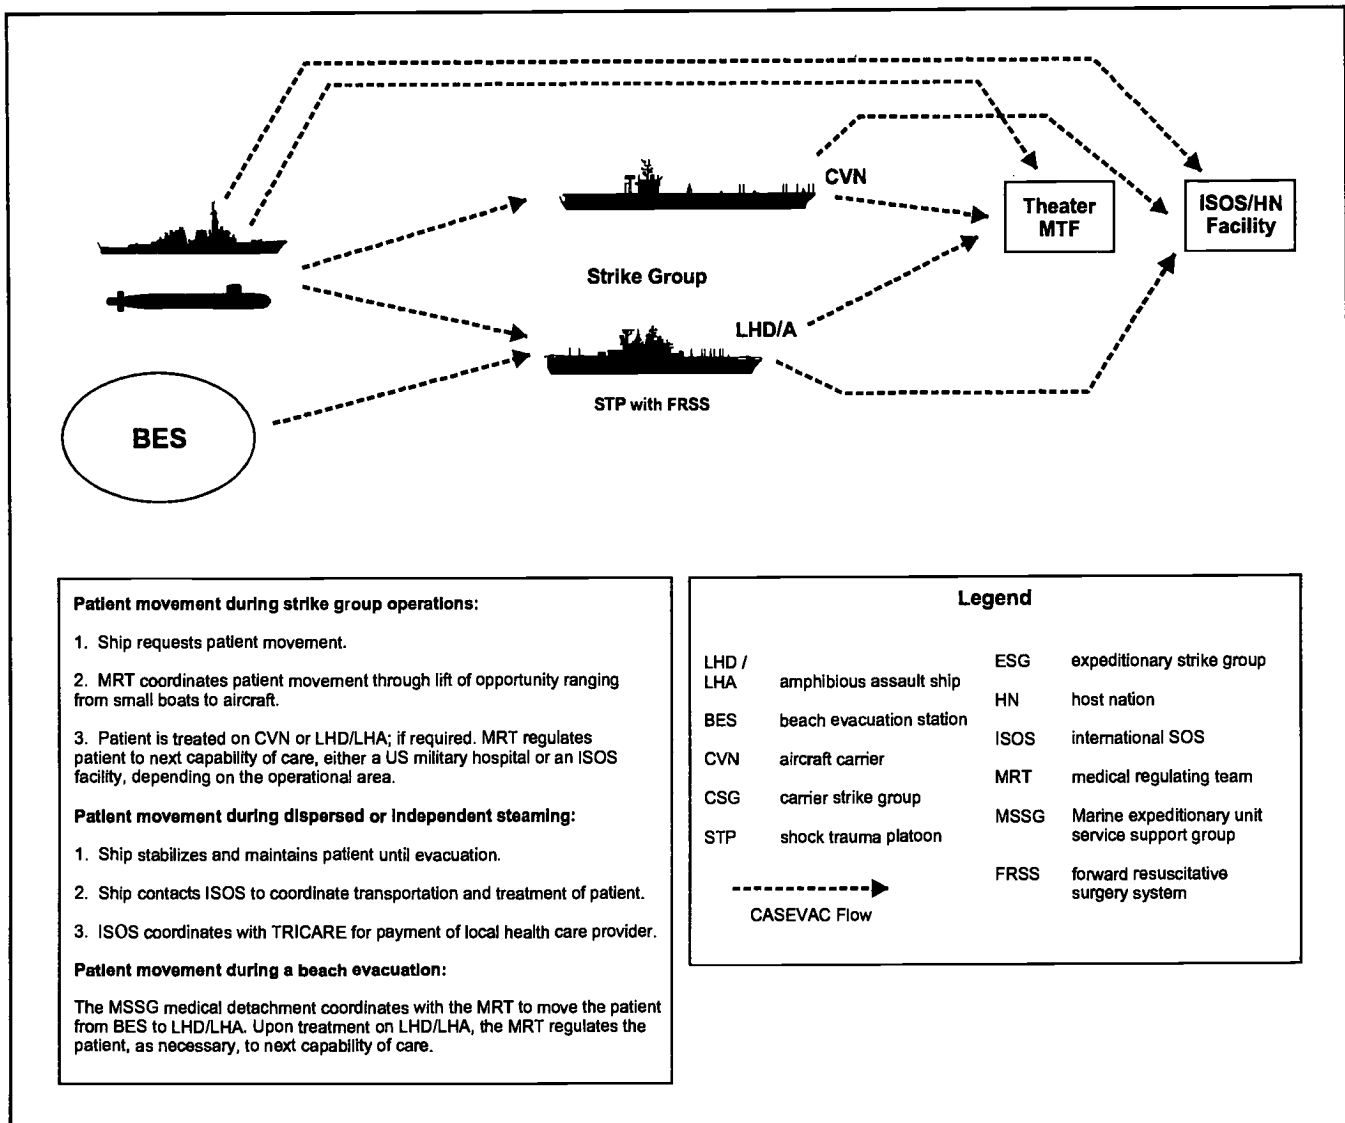 CVN
Theater
MTF
ISOS/HN
Facility
Strike Group
LHD/A
STP with FRSS
BES
Patient movement during strike group operations:
1. Ship requests patient movement.
2. MRT coordinates patient movement through lift of opportunity ranging
from small boats to aircraft.
3. Patient is treated on CVN or LHD/LHA; if required. MRT regulates
patient to next capability of care, either a US military hospital or an ISOS
facility, depending on the operational area.
Patient movement during dispersed or independent steaming:
1. Ship stabilizes and maintains patient until evacuation.
2. Ship contacts ISOS to coordinate transportation and treatment of patient.
3. ISOS coordinates with TRICARE for payment of local health care provider.
Patient movement during a beach evacuation:
The MSSG medical detachment coordinates with the MRT to move the patient
from BES to LHD/LHA. Upon treatment on LHD/LHA, the MRT regulates the
patient, as necessary, to next capability of care.
Legend
LHD /
LHA amphibious assault ship
BES beach evacuation station
CVN aircraft carrier
CSG carrier strike group
STP shock trauma platoon
CASEVAC Flow
ESG expeditionary strike group
HN host nation
ISOS international SOS
MRT medical regulating team
MSSG Marine expeditionary unit
service support group
FRSS forward resuscitative
surgery system